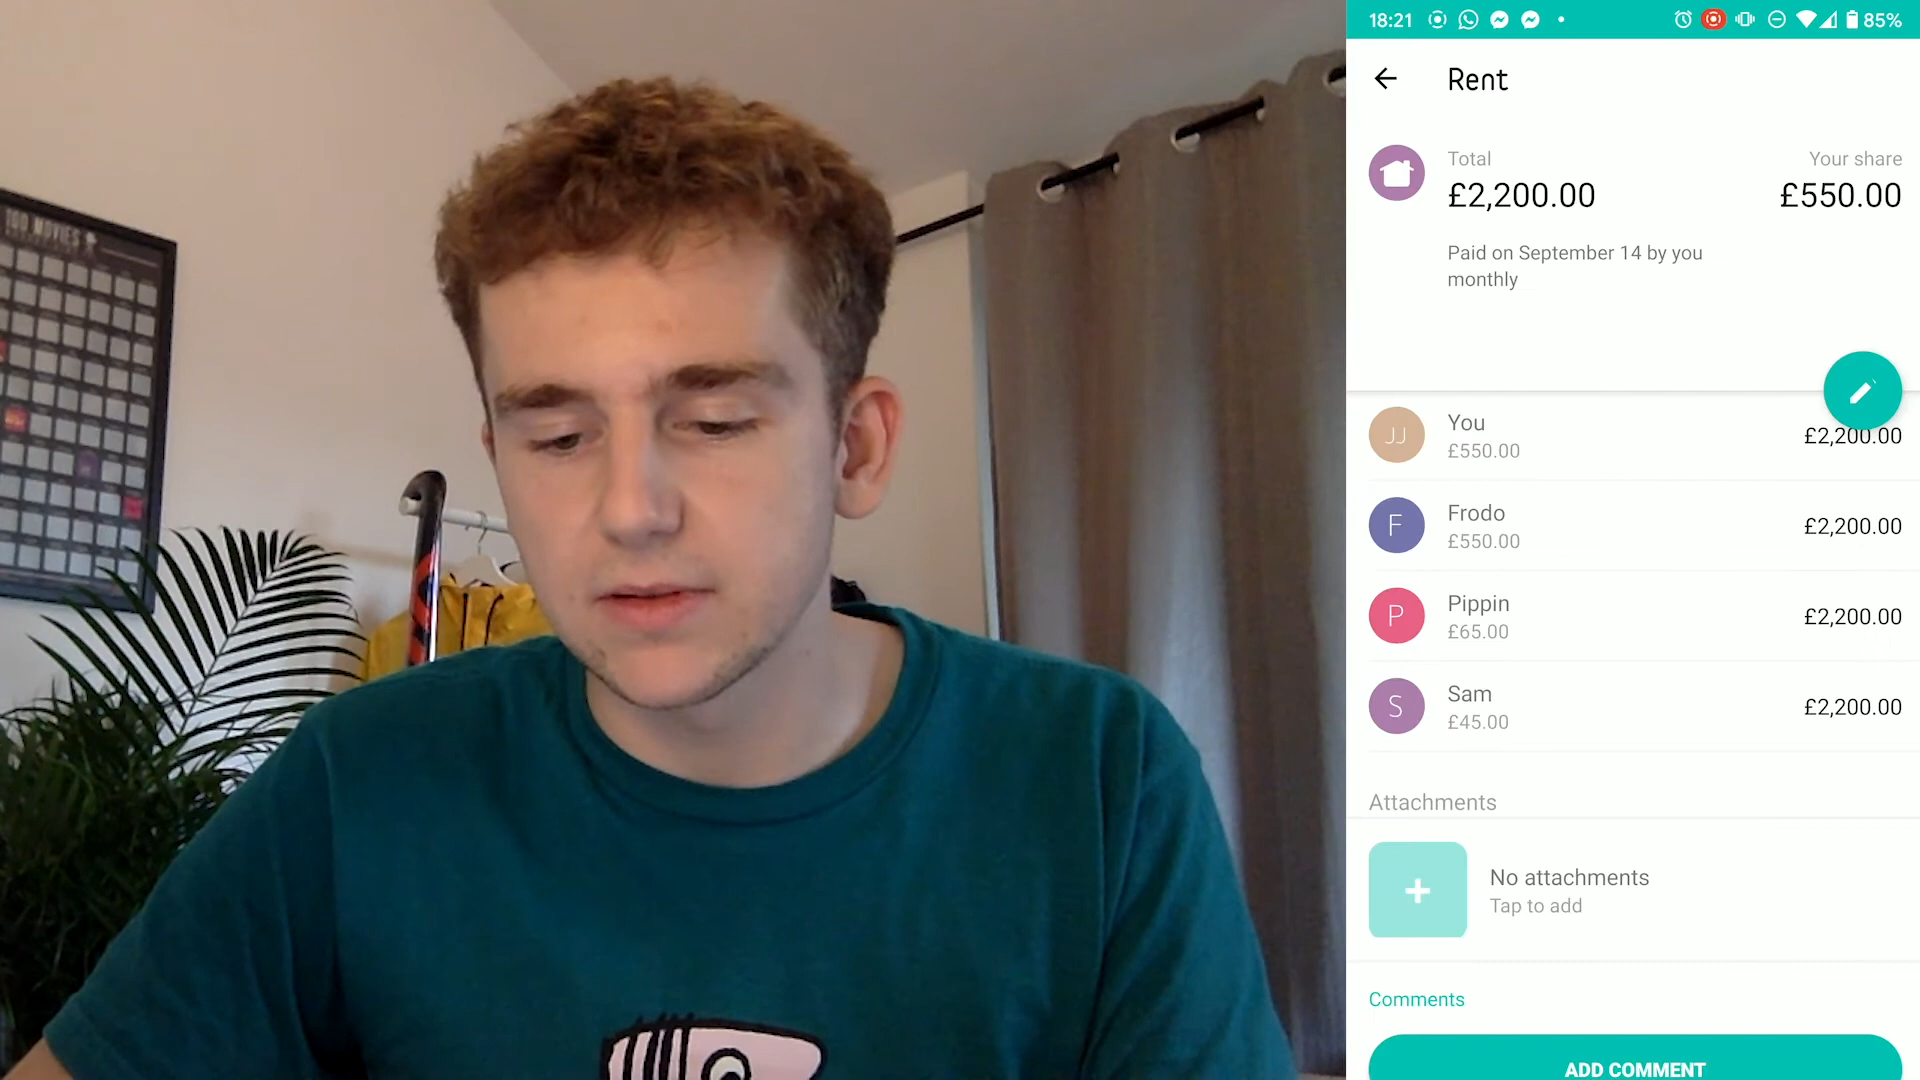 100 MOVIES
18:21
85%
Rent
Total
Your share
£2,200.00
£550.00
Paid on September 14 by you
monthly
JJ
You
£550.00
£2,200.00
F
Frodo
£550.00
£2,200.00
P
Pippin
£65.00
£2,200.00
S
Sam
£45.00
£2,200.00
Attachments
No attachments
Tap to add
Comments
ADD COMMENT